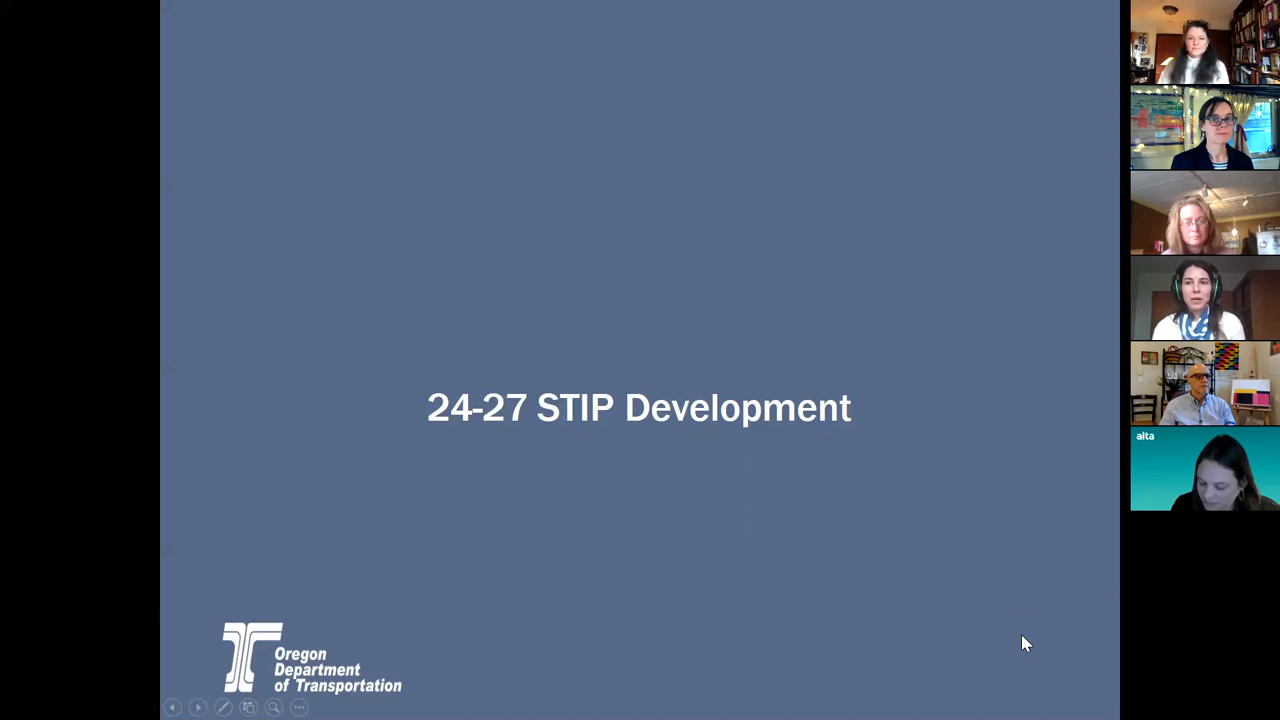 24-27 STIP Development
Oregon
Department
of Transportation
alta